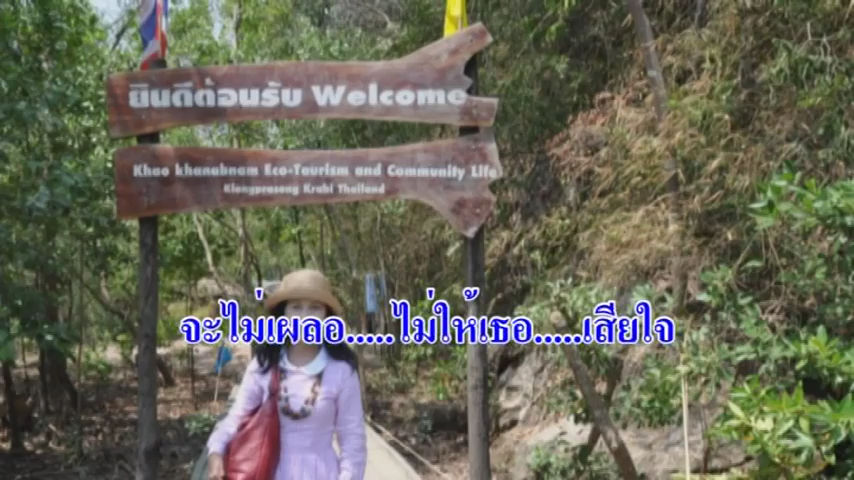 ยินดีต้อนรับ Welcome
Khao khanabnam Eco-Tourism and Community Life
Klongprasong Krabi Thailand
จะไม่เผลอ.....ไม่ให้เธอ.....เสียใจ